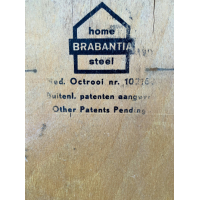 home
BRABANTIA
steel
Ned. Octrooi nr.
Buitenl. patenten aangevr.
Other Patents Pending